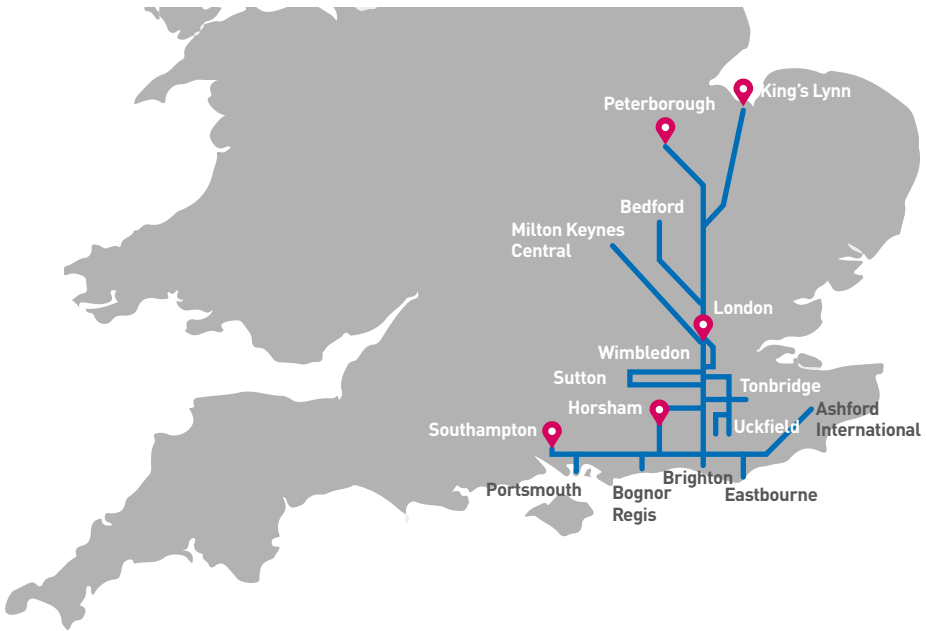 King's Lynn
Peterborough
Bedford
Milton Keynes
Central
London
Wimbledon
Sutton
Tonbridge
Horsham
Ashford
International
Uckfield
Southampton
Brighton
Portsmouth
Bognor
Regis
Eastbourne